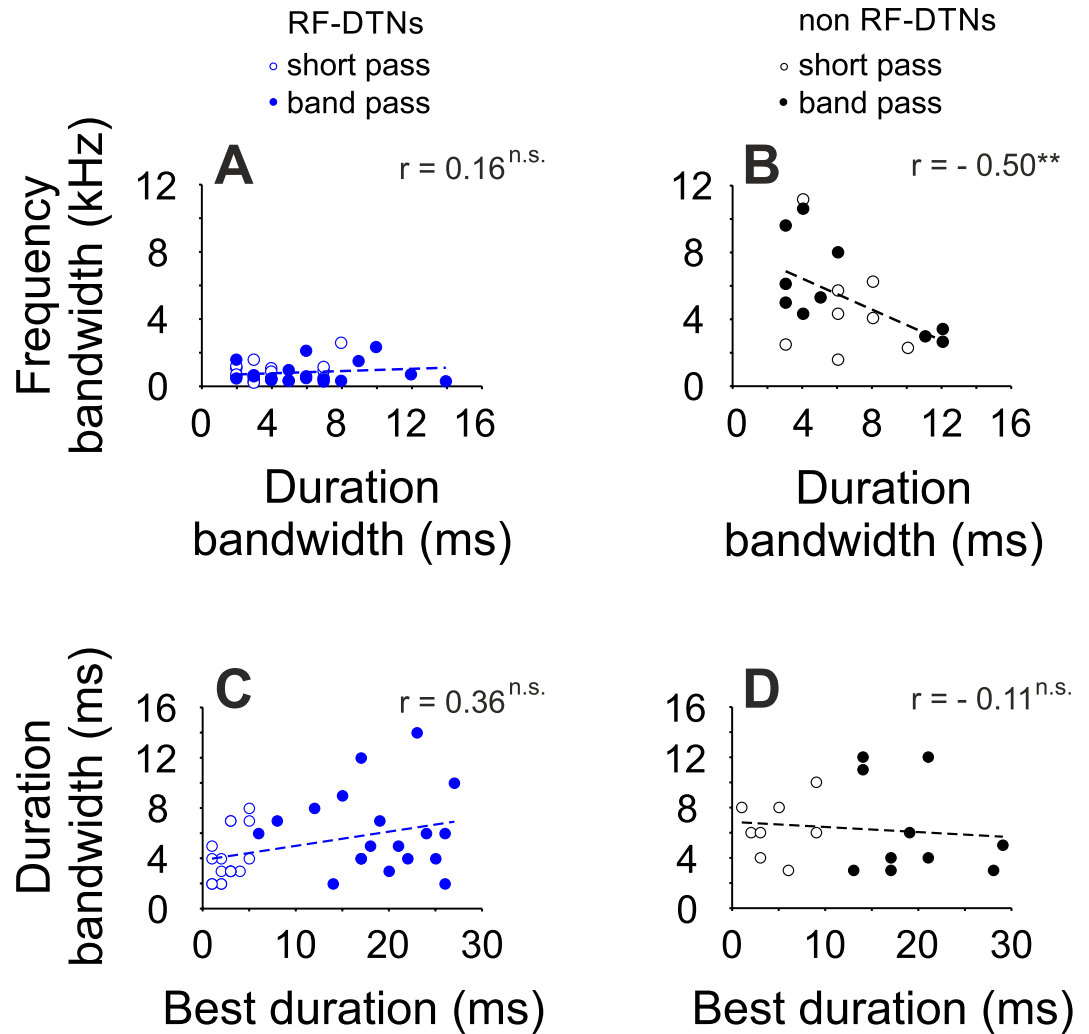 RF-DTNs
short pass
band pass
non RF-DTNs
short pass
band pass
A
r = 0.16n.s.
Frequency
bandwidth (kHz)
12
8
4
0
0 4 8 12 16
Duration
bandwidth (ms)
B
r = - 0.50**
12
8
4
0
0 4 8 12 16
Duration
bandwidth (ms)
C
r = 0.36n.s.
Duration
bandwidth (ms)
16
12
8
4
0
0 10 20 30
Best duration (ms)
D
r = - 0.11n.s.
16
12
8
4
0
0 10 20 30
Best duration (ms)